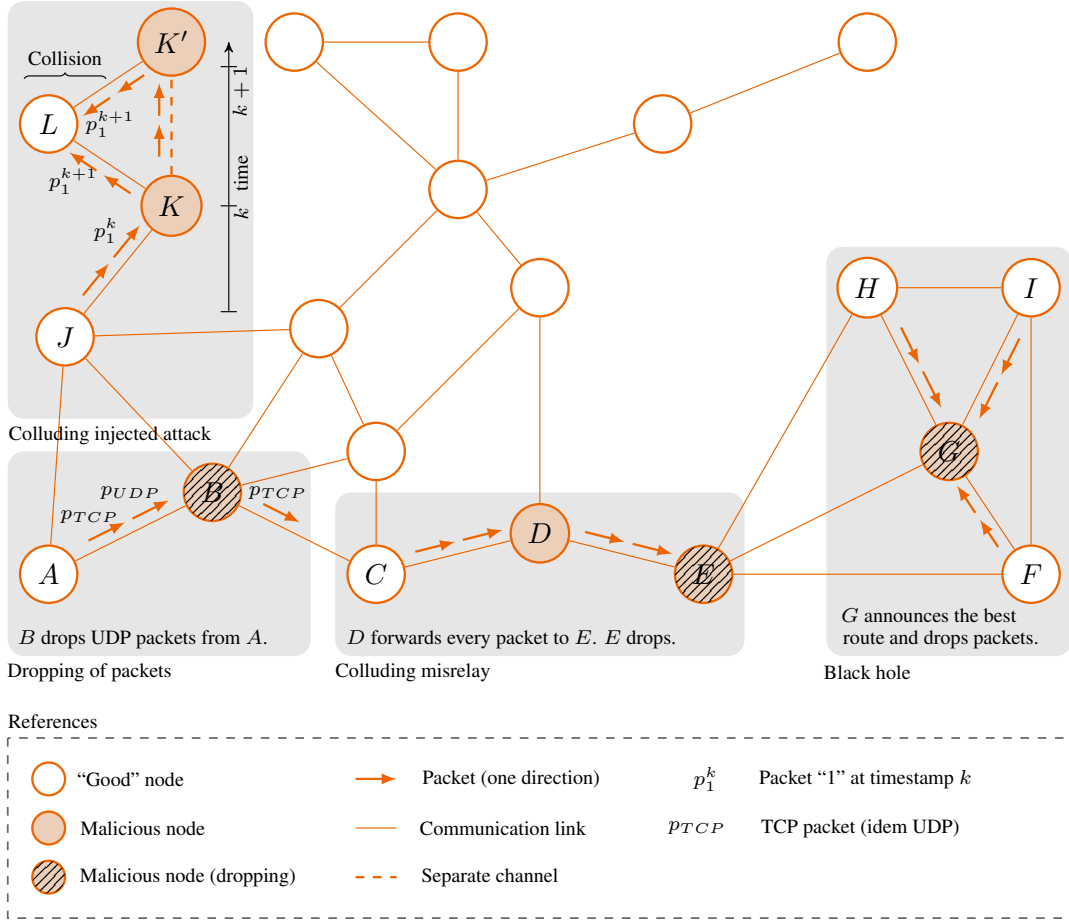 K′
Collision
k + 1
L
p_1^{k+1}
p_1^{k+1}
time
K
k
p_1^k
J
H
I
Colluding injected attack
G
p_{UDP}
p_{TCP}
B
p_{TCP}
D
A
C
E
F
B drops UDP packets from A.
D forwards every packet to E. E drops.
G announces the best
route and drops packets.
Dropping of packets
Colluding misrelay
Black hole
References
“Good” node
Packet (one direction)
p_1^k
Packet “1” at timestamp k
Malicious node
Communication link
p_{TCP}
TCP packet (idem UDP)
Malicious node (dropping)
Separate channel